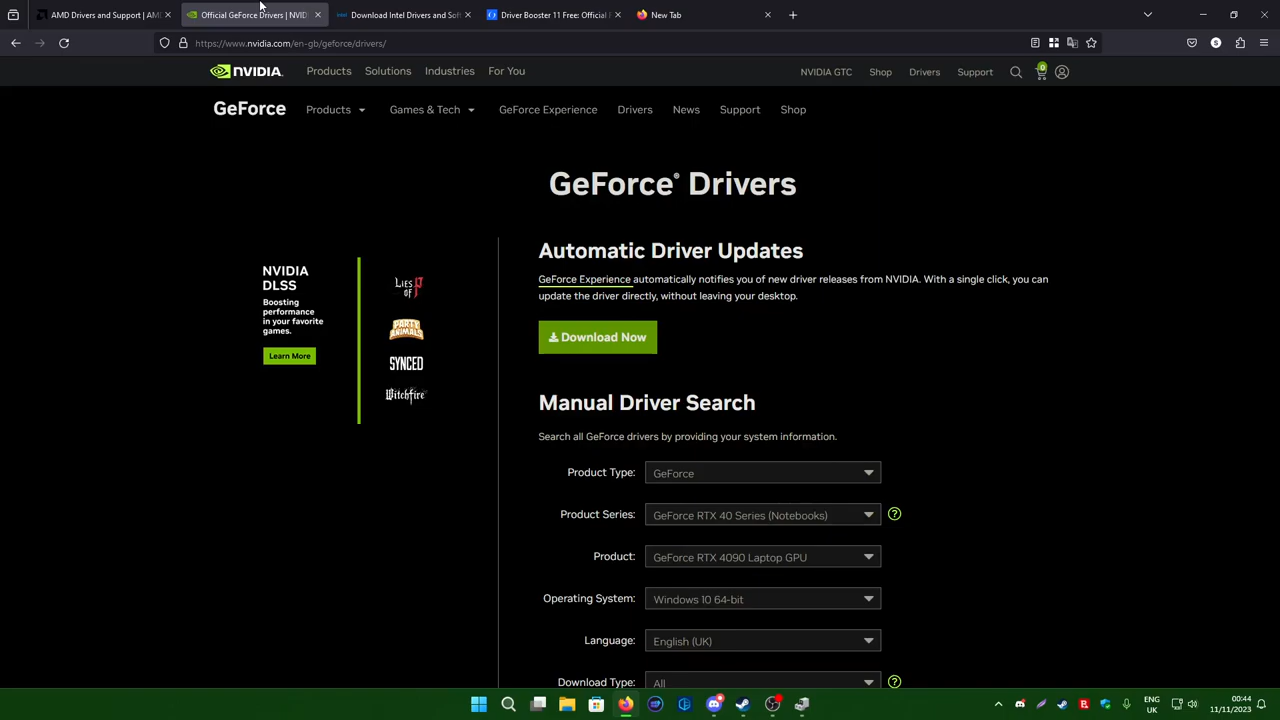 AMD Drivers and Support | AM
Official GeForce Drivers | NVID
Download Intel Drivers and Sof
Driver Booster 11 Free: Official F
New Tab
https://www.nvidia.com/en-gb/geforce/drivers/
NVIDIA. Products Solutions Industries For You NVIDIA GTC Shop Drivers Support 0
GeForce Products Games & Tech GeForce Experience Drivers News Support Shop
GeForce® Drivers
NVIDIA
DLSS
Boosting
performance
in your favorite
games.
Learn More
LIES
OF P
PARTY
ANIMALS
SYNCED
Witchfire
Automatic Driver Updates
GeForce Experience automatically notifies you of new driver releases from NVIDIA. With a single click, you can
update the driver directly, without leaving your desktop.
Download Now
Manual Driver Search
Search all GeForce drivers by providing your system information.
Product Type: GeForce
Product Series: GeForce RTX 40 Series (Notebooks) ?
Product: GeForce RTX 4090 Laptop GPU
Operating System: Windows 10 64-bit
Language: English (UK)
Download Type: All ?
ENG
UK
00:44
11/11/2023